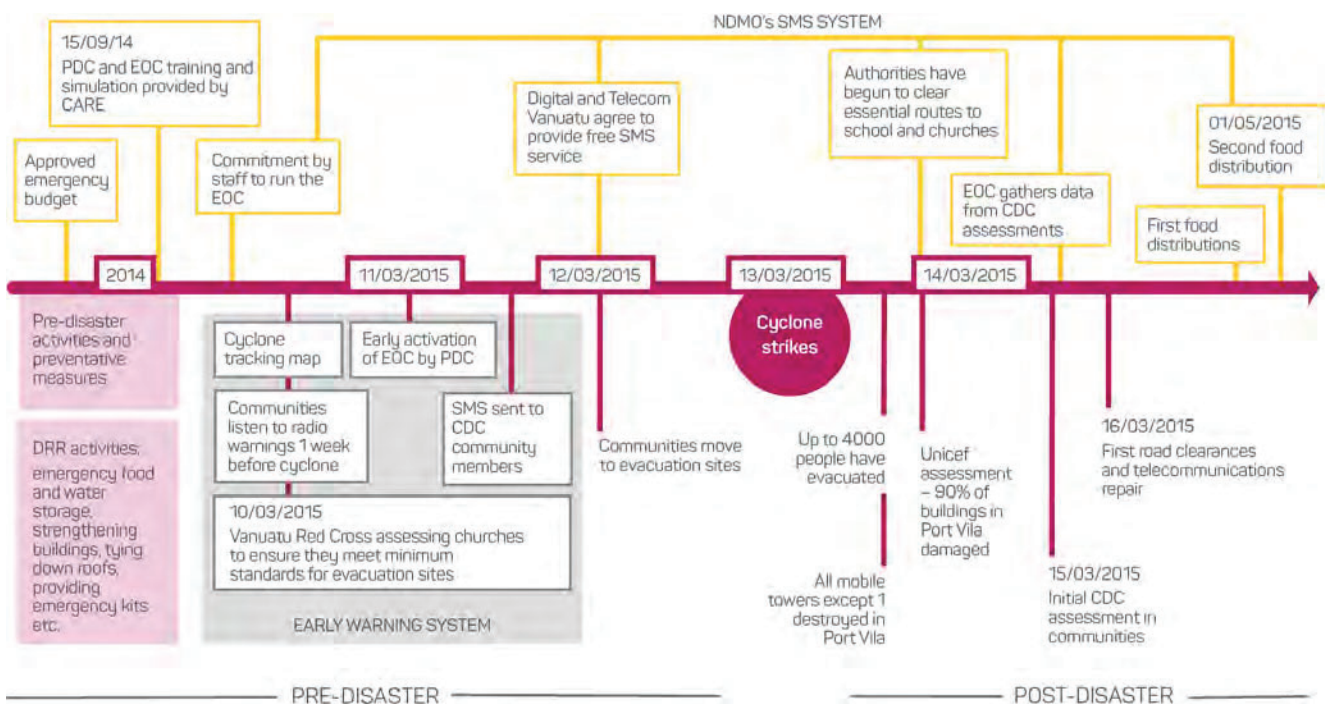 NDMO's SMS SYSTEM
15/09/14
PDC and EOC training and
simulation provided by
CARE
Approved
emergency
budget
Commitment by
staff to run the
EOC
Digital and Telecom
Vanuatu agree to
provide free SMS
service
Authorities have
begun to clear
essential routes to
school and churches
EOC gathers data
from CDC
assessments
First food
distributions
01/05/2015
Second food
distribution
2014
11/03/2015
12/03/2015
13/03/2015
14/03/2015
Cyclone
strikes
Pre-disaster
activities and
preventative
measures
DRR activities:
emergency food
and water
storage,
strengthening
buildings, tying
down roofs,
providing
emergency kits
etc.
Cyclone
tracking map
Early activation
of EOC by PDC
Communities
listen to radio
warnings 1 week
before cyclone
SMS sent to
CDC
community
members
10/03/2015
Vanuatu Red Cross assessing churches
to ensure they meet minimum
standards for evacuation sites
EARLY WARNING SYSTEM
Communities move
to evacuation sites
Up to 4000
people have
evacuated
All mobile
towers except 1
destroyed in
Port Vila
Unicef
assessment
– 90% of
buildings in
Port Vila
damaged
15/03/2015
Initial CDC
assessment in
communities
16/03/2015
First road clearances
and telecommunications
repair
PRE-DISASTER
POST-DISASTER